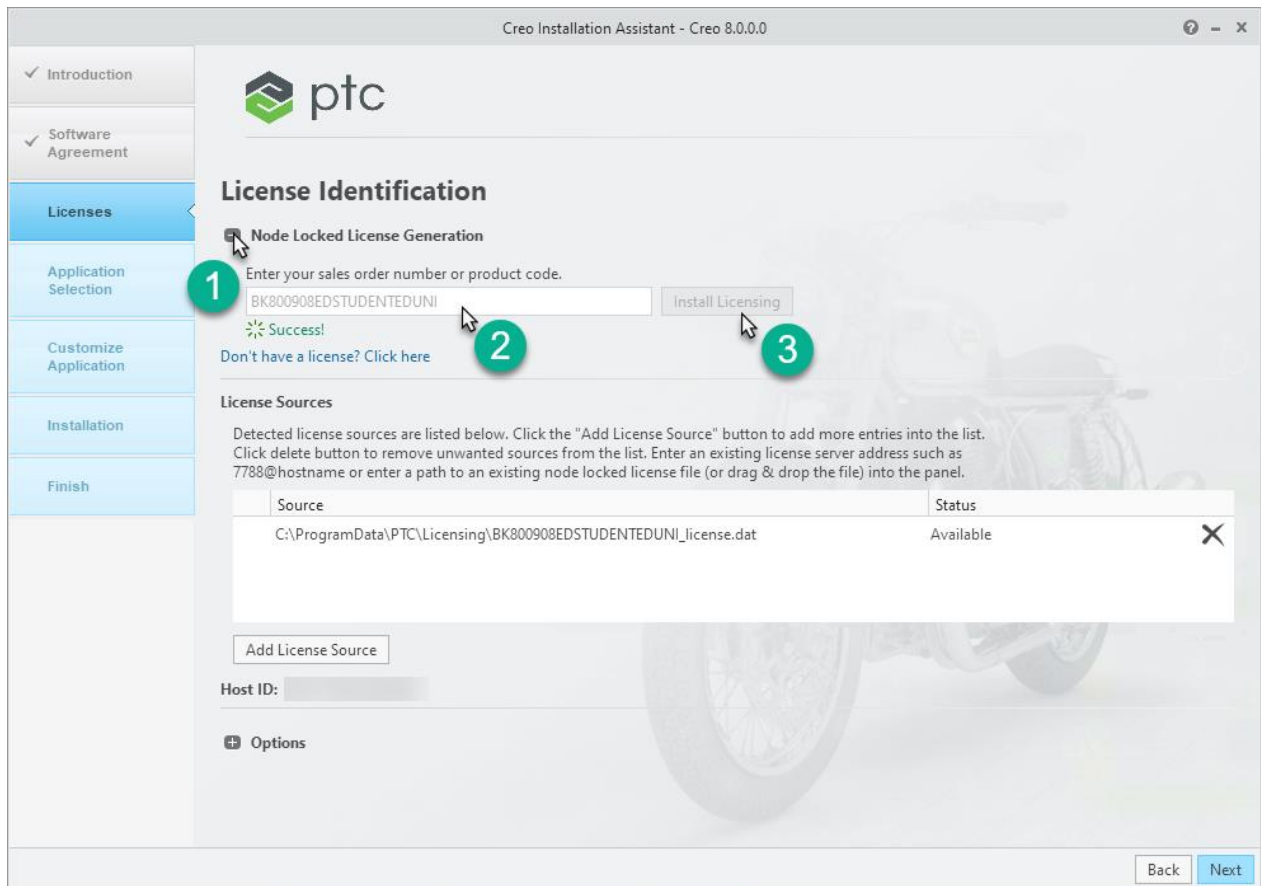 Creo Installation Assistant - Creo 8.0.0.0
Introduction
Software
Agreement
Licenses
Application
Selection
Customize
Application
Installation
Finish
ptc
License Identification
Node Locked License Generation
1
Enter your sales order number or product code.
BK800908EDSTUDENTEDUNI
Install Licensing
Success!
2
3
Don't have a license? Click here
License Sources
Detected license sources are listed below. Click the "Add License Source" button to add more entries into the list.
Click delete button to remove unwanted sources from the list. Enter an existing license server address such as
7788@hostname or enter a path to an existing node locked license file (or drag & drop the file) into the panel.
Source Status
C:\ProgramData\PTC\Licensing\BK800908EDSTUDENTEDUNI_license.dat Available
Add License Source
Host ID:
Options
Back Next